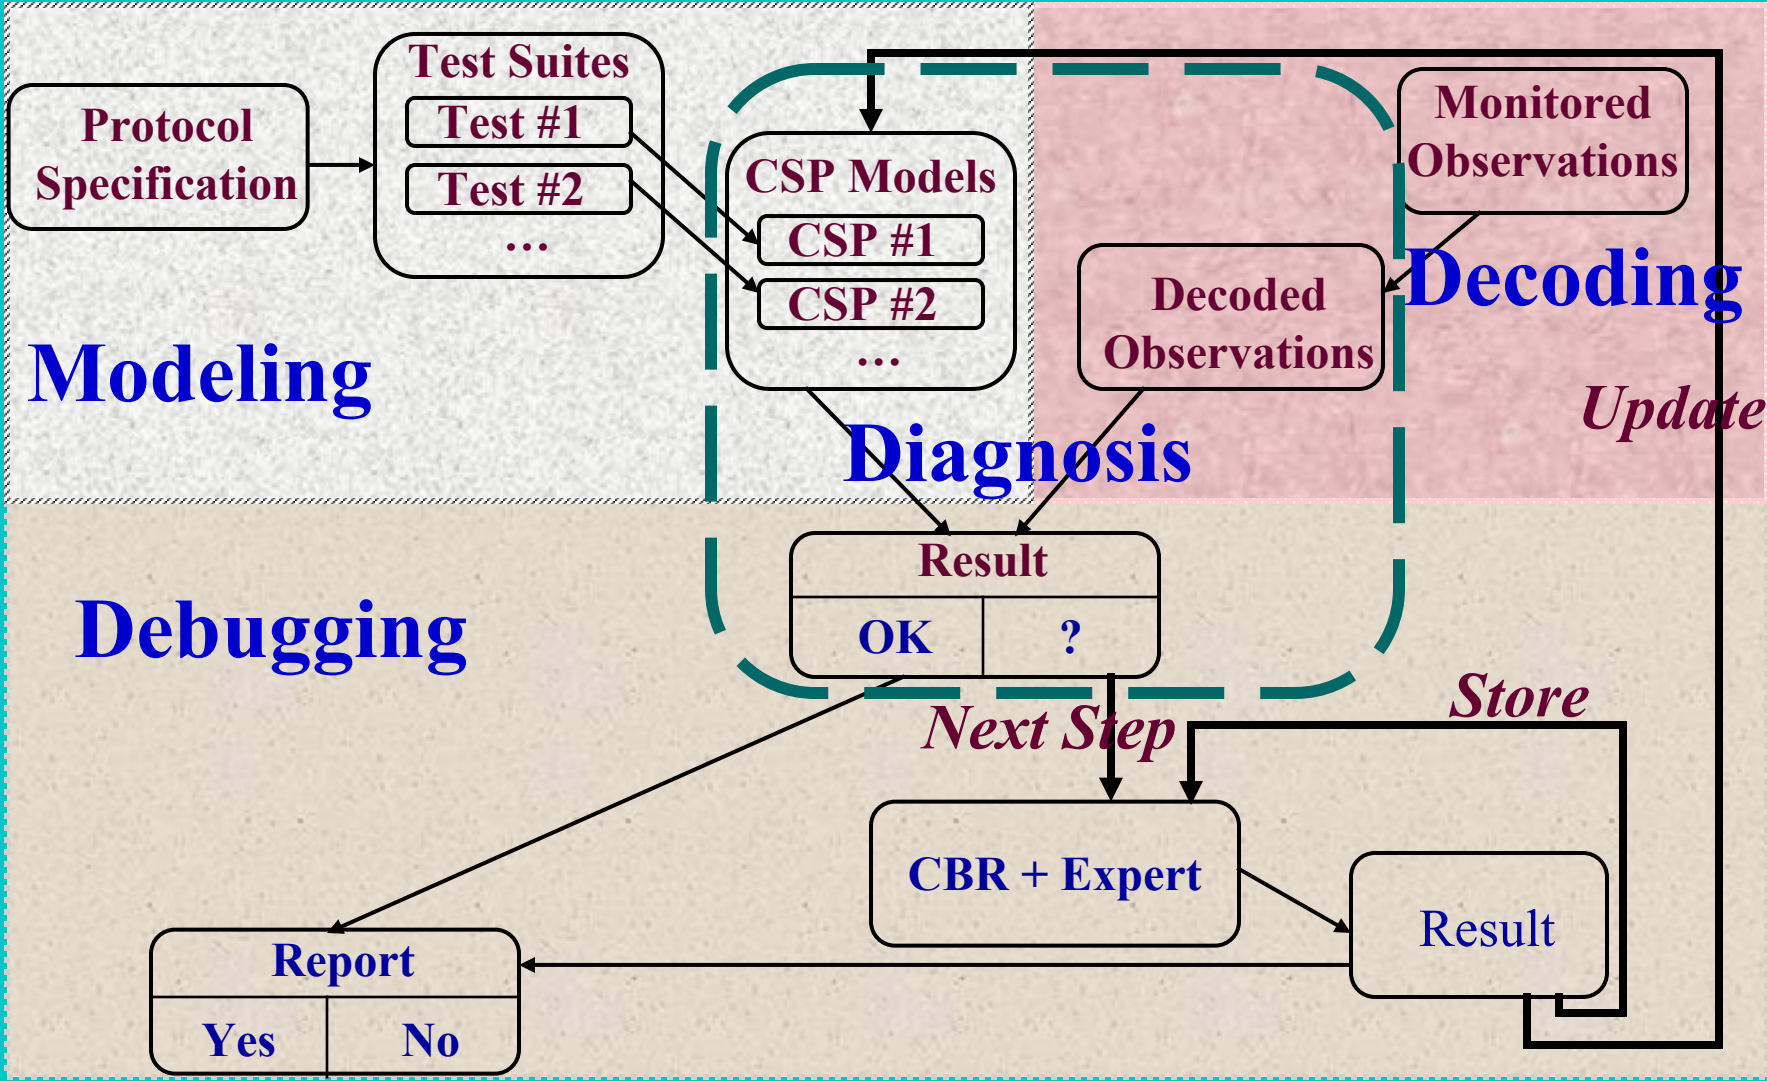 Test Suites
Test #1
Test #2
…
Protocol
Specification
CSP Models
CSP #1
CSP #2
…
Monitored
Observations
Decoded
Observations
Decoding
Modeling
Update
Diagnosis
Result
OK ?
Debugging
Next Step
Store
CBR + Expert
Result
Report
Yes No